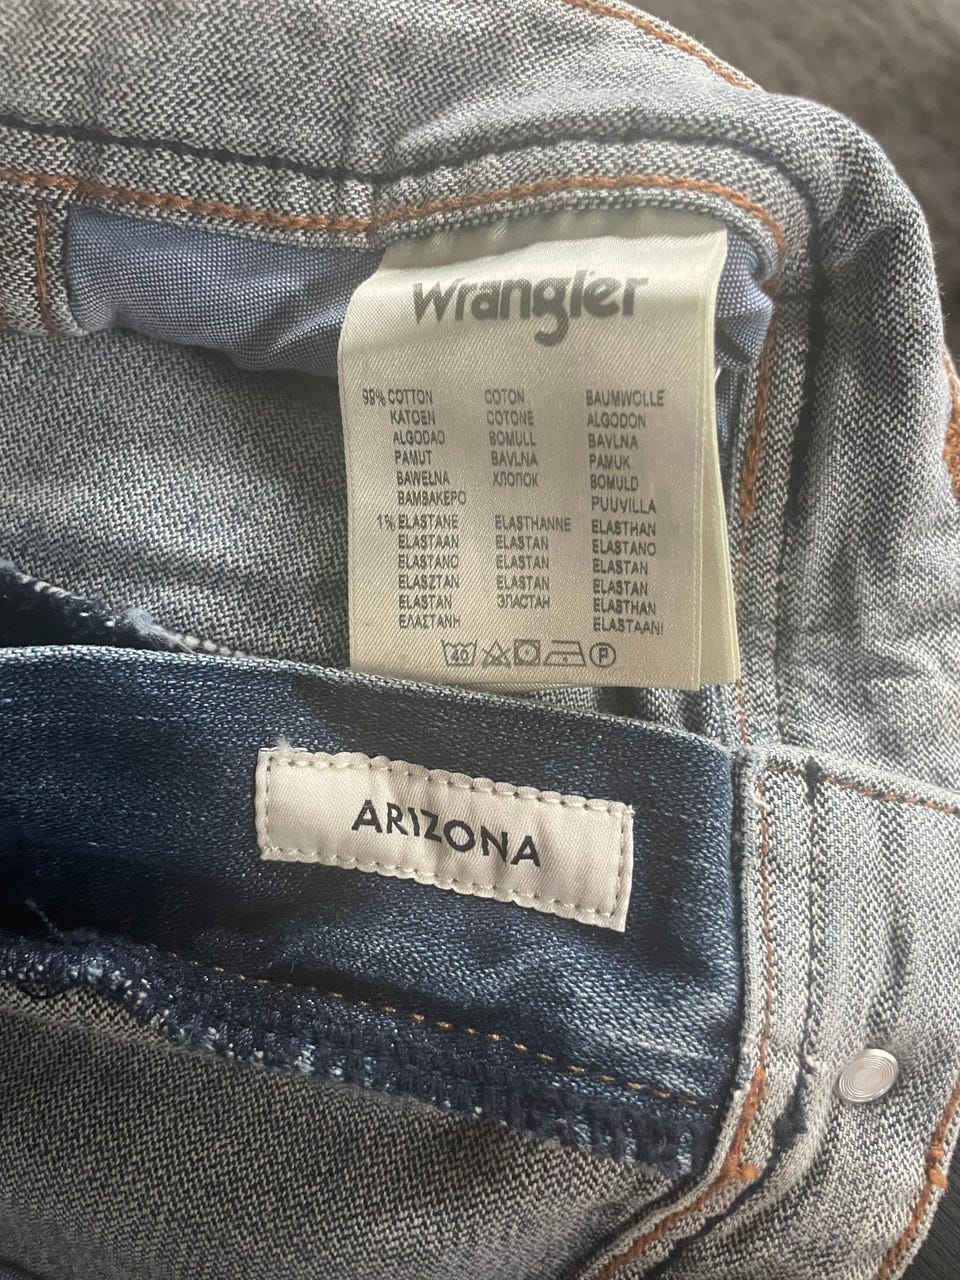 Wrangler
99% COTTON COTON BAUMWOLLE
KATOEN COTONE ALGODON
ALGODAO BOMULL BAVLNA
PAMUT BAVLNA PAMUK
BAWEŁNA ХЛОПОК BOMULD
ΒΑΜΒΑΚΕΡΟ PUUVILLA
1% ELASTANE ELASTHANNE ELASTHAN
ELASTAAN ELASTAN ELASTANO
ELASTANO ELASTAN ELASTAN
ELASZTAN ELASTAN ELASTAN
ELASTAN ЭЛАСТАН ELASTHAN
ΕΛΑΣΤΑΝΗ ELASTAANI
40 P
ARIZONA